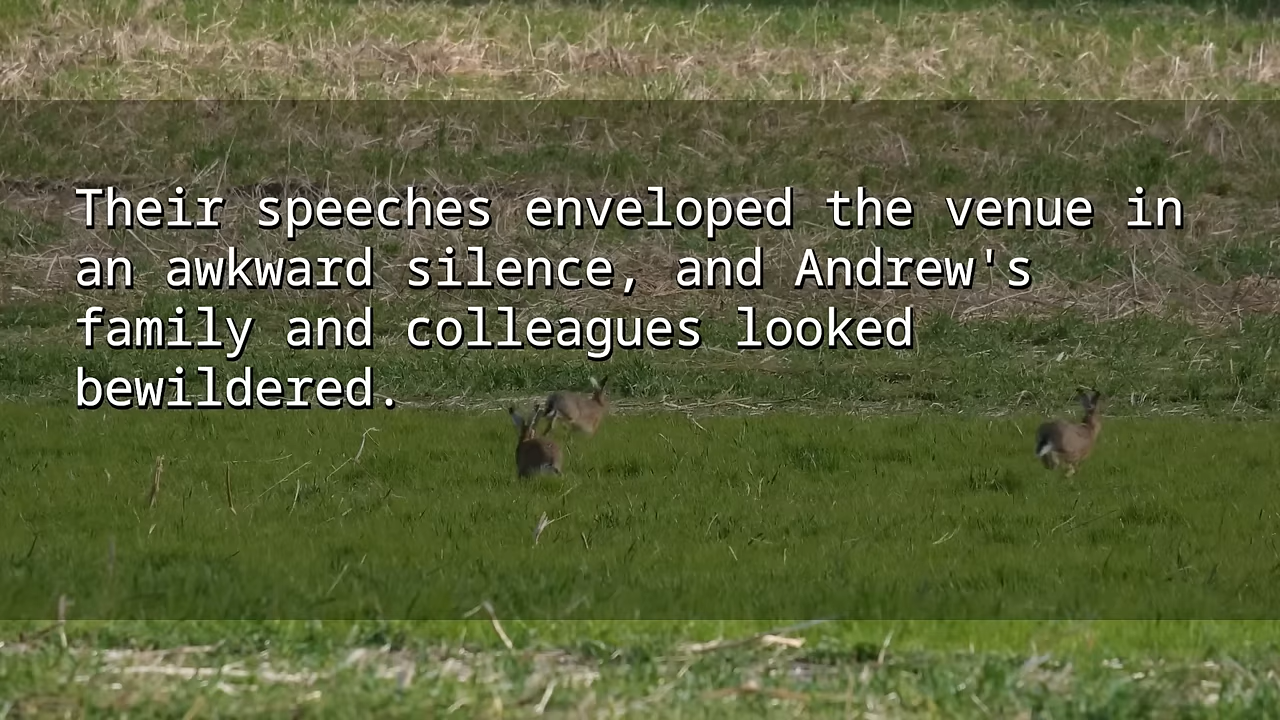 Their speeches enveloped the venue in
an awkward silence, and Andrew's
family and colleagues looked
bewildered.